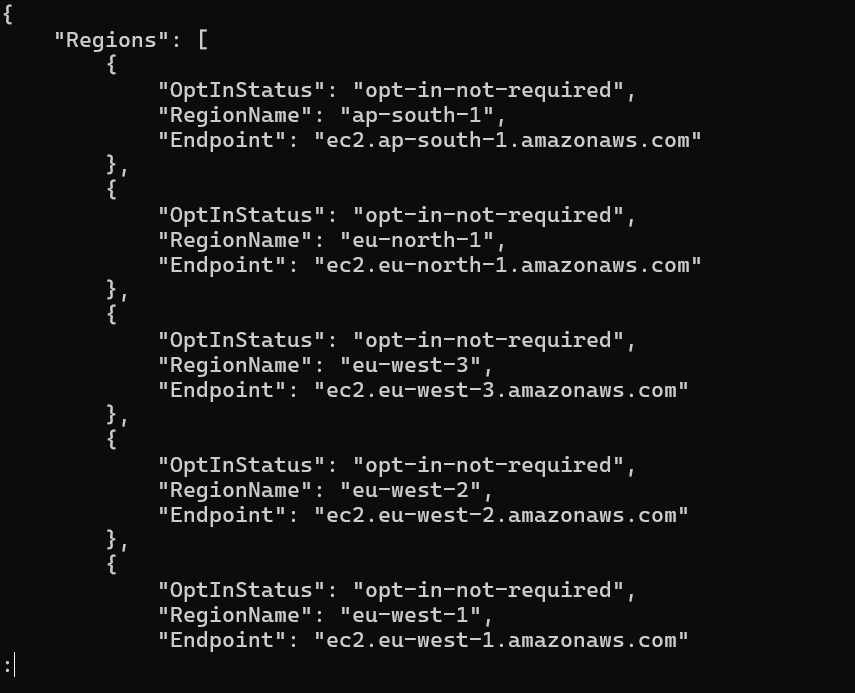 {
    "Regions": [
        {
            "OptInStatus": "opt-in-not-required",
            "RegionName": "ap-south-1",
            "Endpoint": "ec2.ap-south-1.amazonaws.com"
        },
        {
            "OptInStatus": "opt-in-not-required",
            "RegionName": "eu-north-1",
            "Endpoint": "ec2.eu-north-1.amazonaws.com"
        },
        {
            "OptInStatus": "opt-in-not-required",
            "RegionName": "eu-west-3",
            "Endpoint": "ec2.eu-west-3.amazonaws.com"
        },
        {
            "OptInStatus": "opt-in-not-required",
            "RegionName": "eu-west-2",
            "Endpoint": "ec2.eu-west-2.amazonaws.com"
        },
        {
            "OptInStatus": "opt-in-not-required",
            "RegionName": "eu-west-1",
            "Endpoint": "ec2.eu-west-1.amazonaws.com"
: